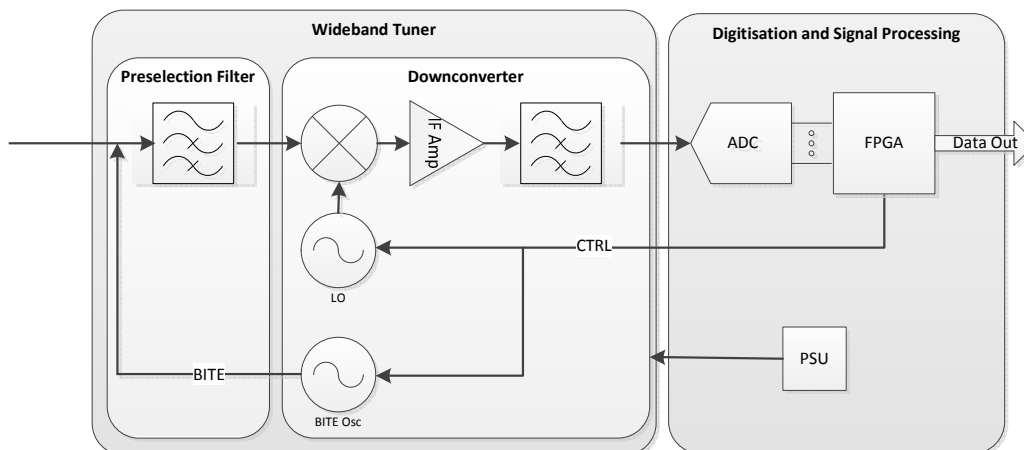 Wideband Tuner
Digitisation and Signal Processing
Preselection Filter
Downconverter
IF Amp
ADC
FPGA
Data Out
CTRL
LO
PSU
BITE
BITE Osc